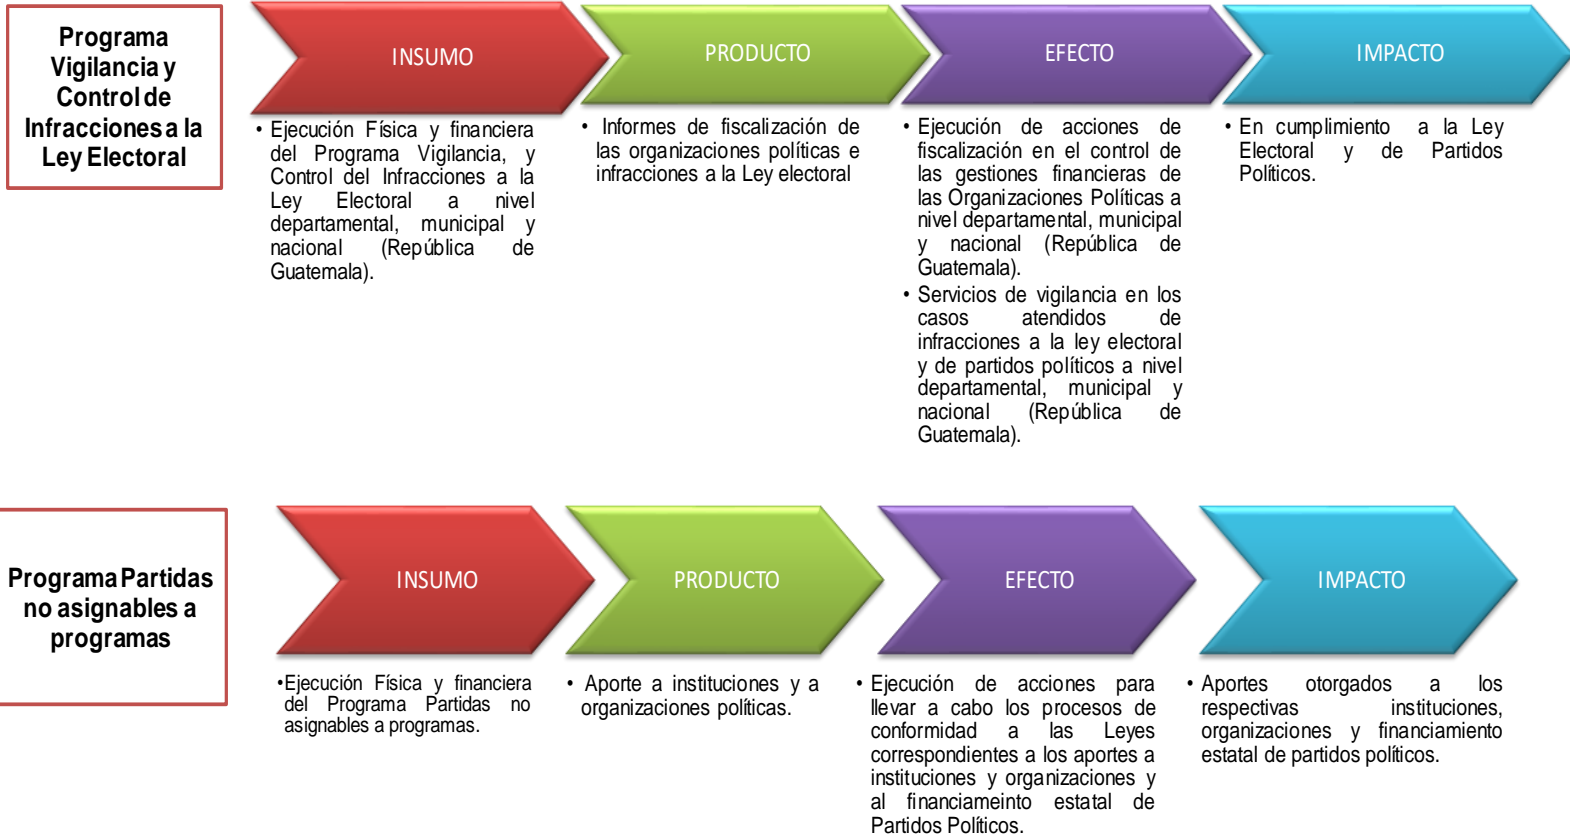 Programa
Vigilancia y
Control de
Infracciones a la
Ley Electoral
INSUMO
• Ejecución Física y financiera
del Programa Vigilancia, y
Control del Infracciones a la
Ley Electoral a nivel
departamental, municipal y
nacional (República de
Guatemala).
PRODUCTO
• Informes de fiscalización de
las organizaciones políticas e
infracciones a la Ley electoral
EFECTO
• Ejecución de acciones de
fiscalización en el control de
las gestiones financieras de
las Organizaciones Políticas a
nivel departamental, municipal
y nacional (República de
Guatemala).
• Servicios de vigilancia en los
casos atendidos de
infracciones a la ley electoral
y de partidos políticos a nivel
departamental, municipal y
nacional (República de
Guatemala).
IMPACTO
• En cumplimiento a la Ley
Electoral y de Partidos
Políticos.
Programa Partidas
no asignables a
programas
INSUMO
•Ejecución Física y financiera
del Programa Partidas no
asignables a programas.
PRODUCTO
• Aporte a instituciones y a
organizaciones políticas.
EFECTO
• Ejecución de acciones para
llevar a cabo los procesos de
conformidad a las Leyes
correspondientes a los aportes a
instituciones y organizaciones y
al financiameinto estatal de
Partidos Políticos.
IMPACTO
• Aportes otorgados a los
respectivas instituciones,
organizaciones y financiamiento
estatal de partidos políticos.